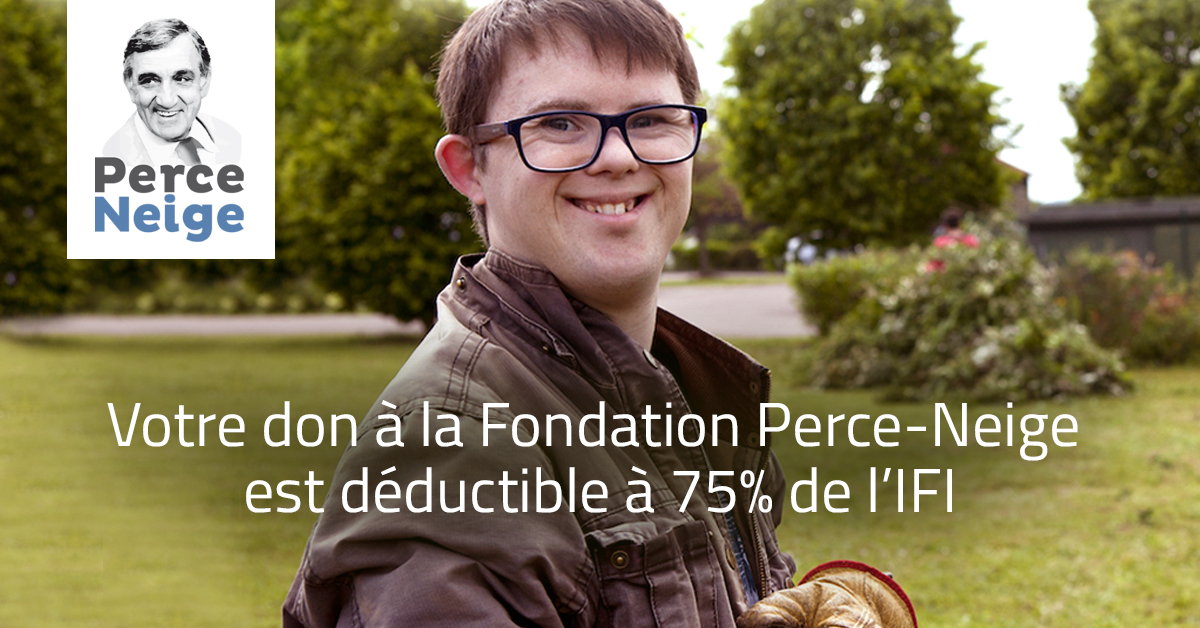 Perce
Neige
Votre don à la Fondation Perce-Neige
est déductible à 75% de l’IFI